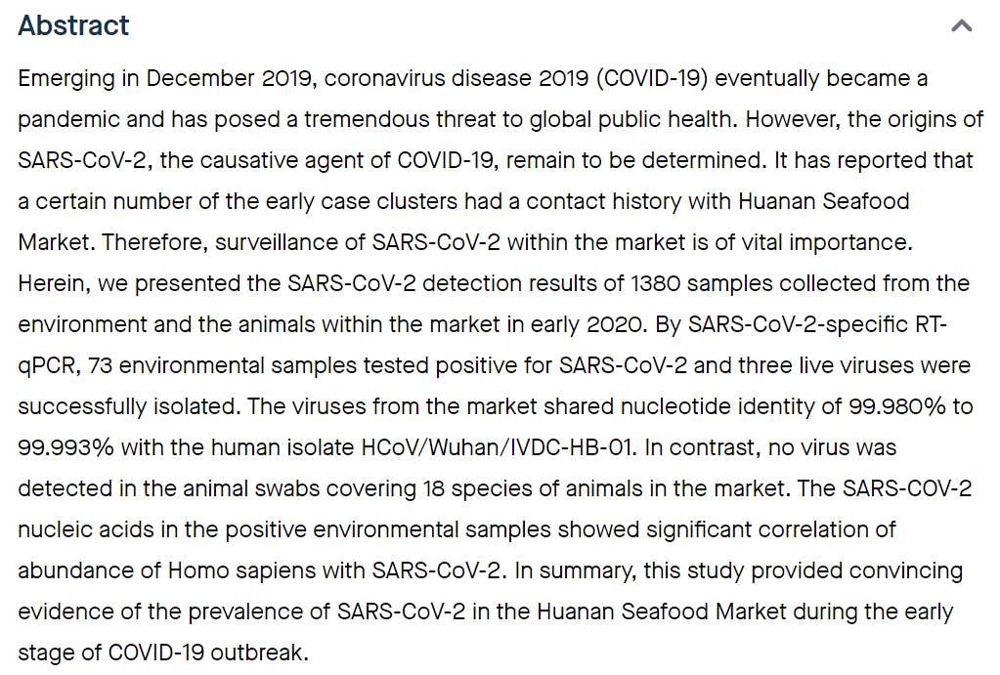 Abstract
Emerging in December 2019, coronavirus disease 2019 (COVID-19) eventually became a
pandemic and has posed a tremendous threat to global public health. However, the origins of
SARS-CoV-2, the causative agent of COVID-19, remain to be determined. It has reported that
a certain number of the early case clusters had a contact history with Huanan Seafood
Market. Therefore, surveillance of SARS-CoV-2 within the market is of vital importance.
Herein, we presented the SARS-CoV-2 detection results of 1380 samples collected from the
environment and the animals within the market in early 2020. By SARS-CoV-2-specific RT-
qPCR, 73 environmental samples tested positive for SARS-CoV-2 and three live viruses were
successfully isolated. The viruses from the market shared nucleotide identity of 99.980% to
99.993% with the human isolate HCoV/Wuhan/IVDC-HB-01. In contrast, no virus was
detected in the animal swabs covering 18 species of animals in the market. The SARS-COV-2
nucleic acids in the positive environmental samples showed significant correlation of
abundance of Homo sapiens with SARS-CoV-2. In summary, this study provided convincing
evidence of the prevalence of SARS-CoV-2 in the Huanan Seafood Market during the early
stage of COVID-19 outbreak.